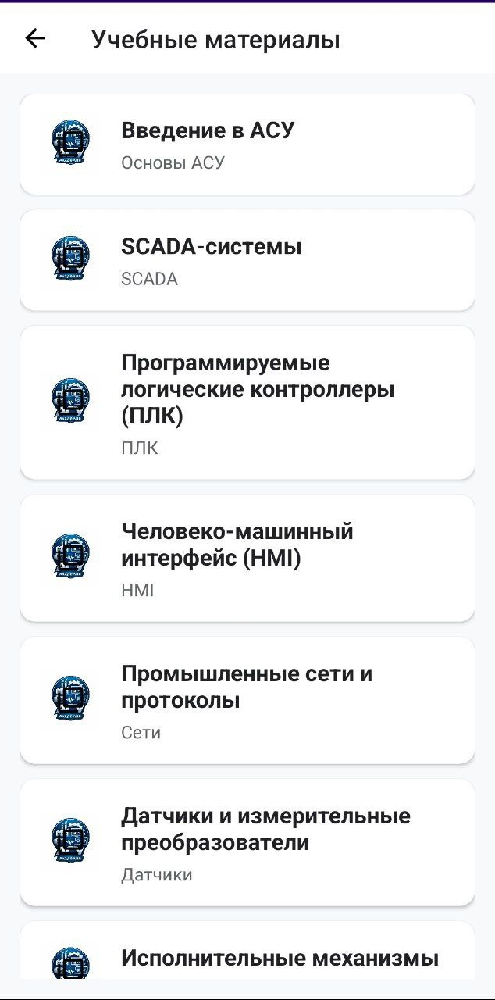 Учебные материалы
Введение в АСУ
Основы АСУ
SCADA-системы
SCADA
Программируемые
логические контроллеры
(ПЛК)
ПЛК
Человеко-машинный
интерфейс (HMI)
HMI
Промышленные сети и
протоколы
Сети
Датчики и измерительные
преобразователи
Датчики
Исполнительные механизмы